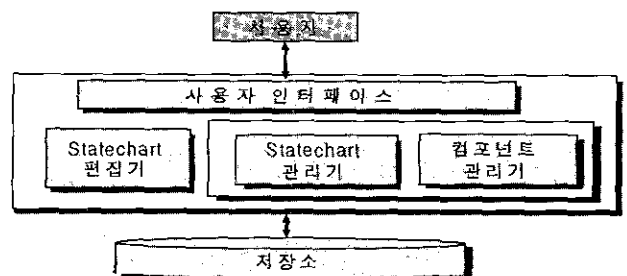 사용자
사용자 인터페이스
Statechart
편집기
Statechart
관리기
컴포넌트
관리기
저장소